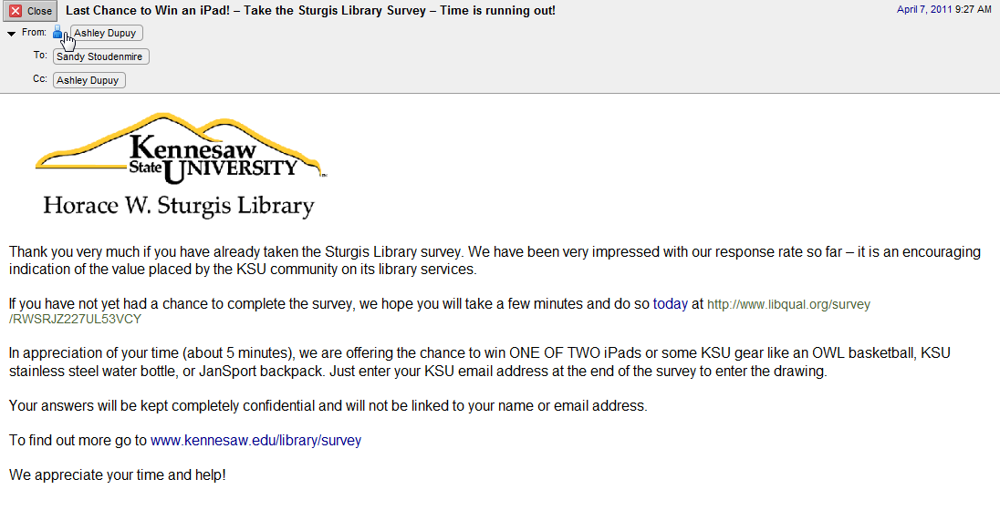 Close
Last Chance to Win an iPad! – Take the Sturgis Library Survey – Time is running out!
April 7, 2011 9:27 AM
From: Ashley Dupuy
To: Sandy Stoudenmire
Cc: Ashley Dupuy
Kennesaw
State UNIVERSITY
TM
Horace W. Sturgis Library
Thank you very much if you have already taken the Sturgis Library survey. We have been very impressed with our response rate so far – it is an encouraging
indication of the value placed by the KSU community on its library services.
If you have not yet had a chance to complete the survey, we hope you will take a few minutes and do so today at http://www.libqual.org/survey
/RWSRJZ227UL53VCY
In appreciation of your time (about 5 minutes), we are offering the chance to win ONE OF TWO iPads or some KSU gear like an OWL basketball, KSU
stainless steel water bottle, or JanSport backpack. Just enter your KSU email address at the end of the survey to enter the drawing.
Your answers will be kept completely confidential and will not be linked to your name or email address.
To find out more go to www.kennesaw.edu/library/survey
We appreciate your time and help!